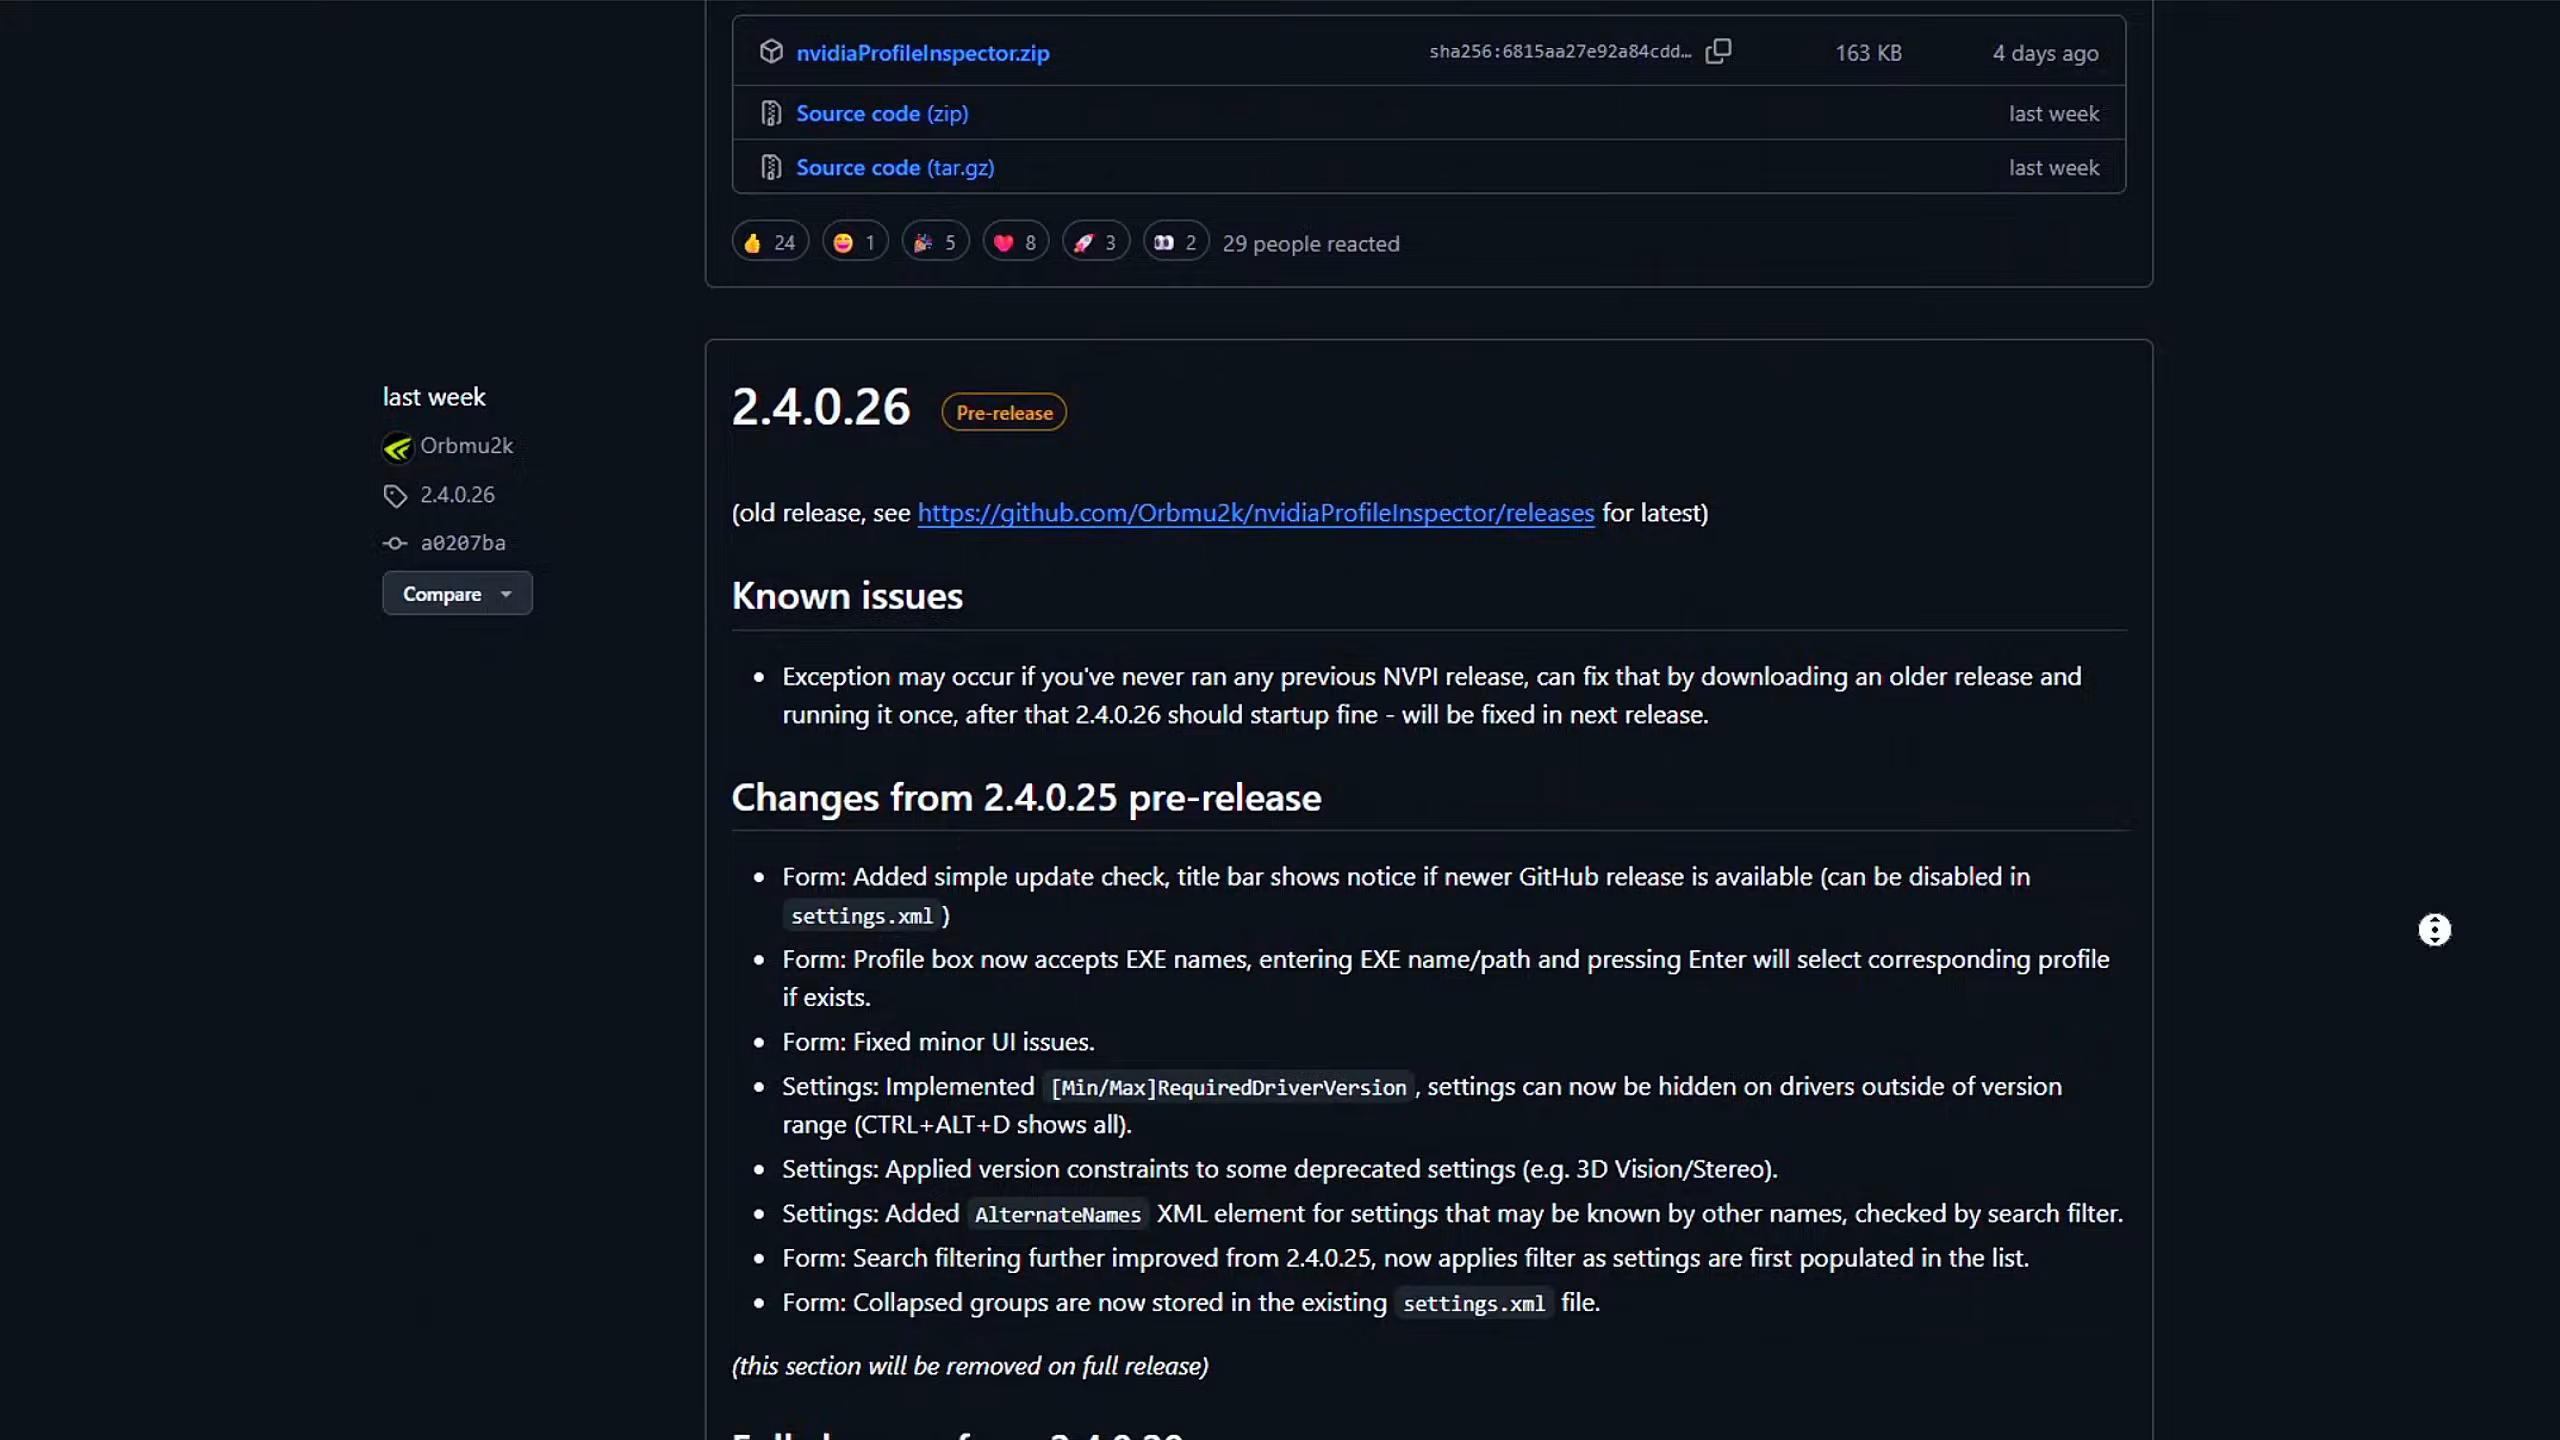 nvidiaProfileInspector.zip sha256:6815aa27e92a84cdd… 163 KB 4 days ago
Source code (zip) last week
Source code (tar.gz) last week
👍 24 😄 1 🎉 5 ❤️ 8 🚀 3 👀 2 29 people reacted
last week
Orbmu2k
2.4.0.26
a0207ba
Compare
2.4.0.26 Pre-release
(old release, see https://github.com/Orbmu2k/nvidiaProfileInspector/releases for latest)
Known issues
• Exception may occur if you've never ran any previous NVPI release, can fix that by downloading an older release and
running it once, after that 2.4.0.26 should startup fine - will be fixed in next release.
Changes from 2.4.0.25 pre-release
• Form: Added simple update check, title bar shows notice if newer GitHub release is available (can be disabled in
settings.xml )
• Form: Profile box now accepts EXE names, entering EXE name/path and pressing Enter will select corresponding profile
if exists.
• Form: Fixed minor UI issues.
• Settings: Implemented [Min/Max]RequiredDriverVersion , settings can now be hidden on drivers outside of version
range (CTRL+ALT+D shows all).
• Settings: Applied version constraints to some deprecated settings (e.g. 3D Vision/Stereo).
• Settings: Added AlternateNames XML element for settings that may be known by other names, checked by search filter.
• Form: Search filtering further improved from 2.4.0.25, now applies filter as settings are first populated in the list.
• Form: Collapsed groups are now stored in the existing settings.xml file.
(this section will be removed on full release)